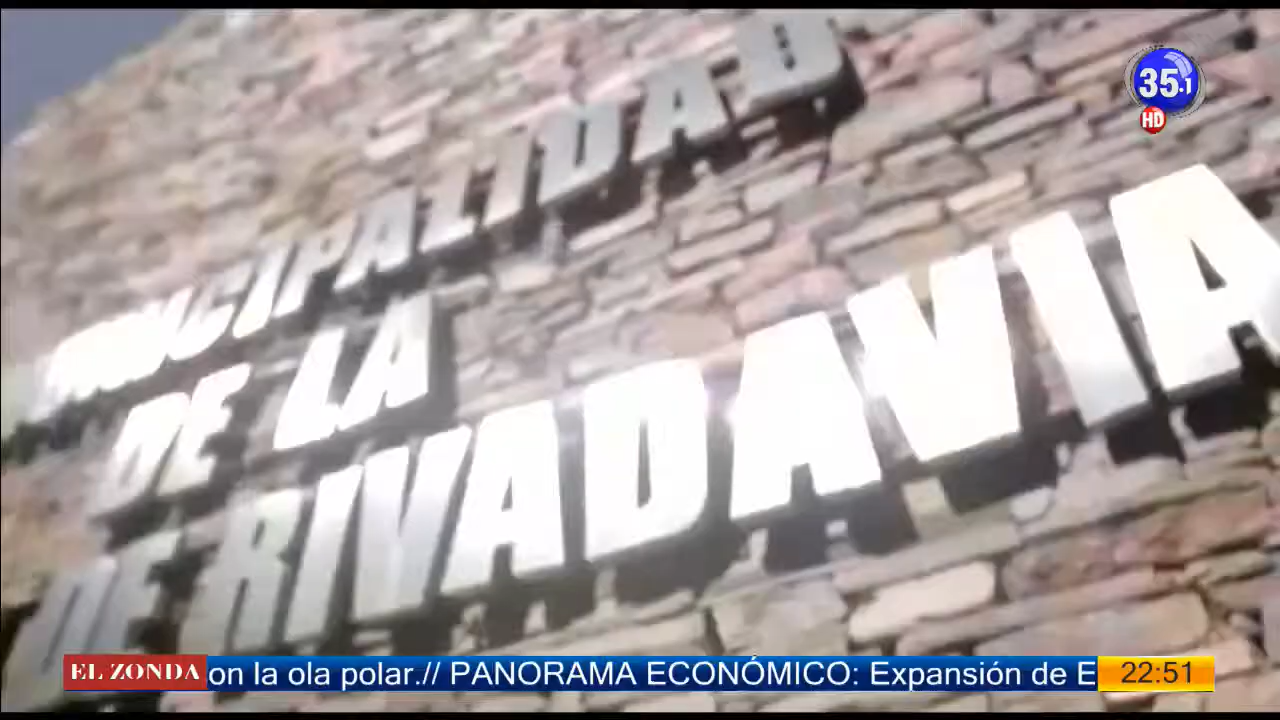 35.1
HD
MUNICIPALIDAD
DE LA
DE RIVADAVIA
EL ZONDA
on la ola polar.// PANORAMA ECONÓMICO: Expansión de E
22:51